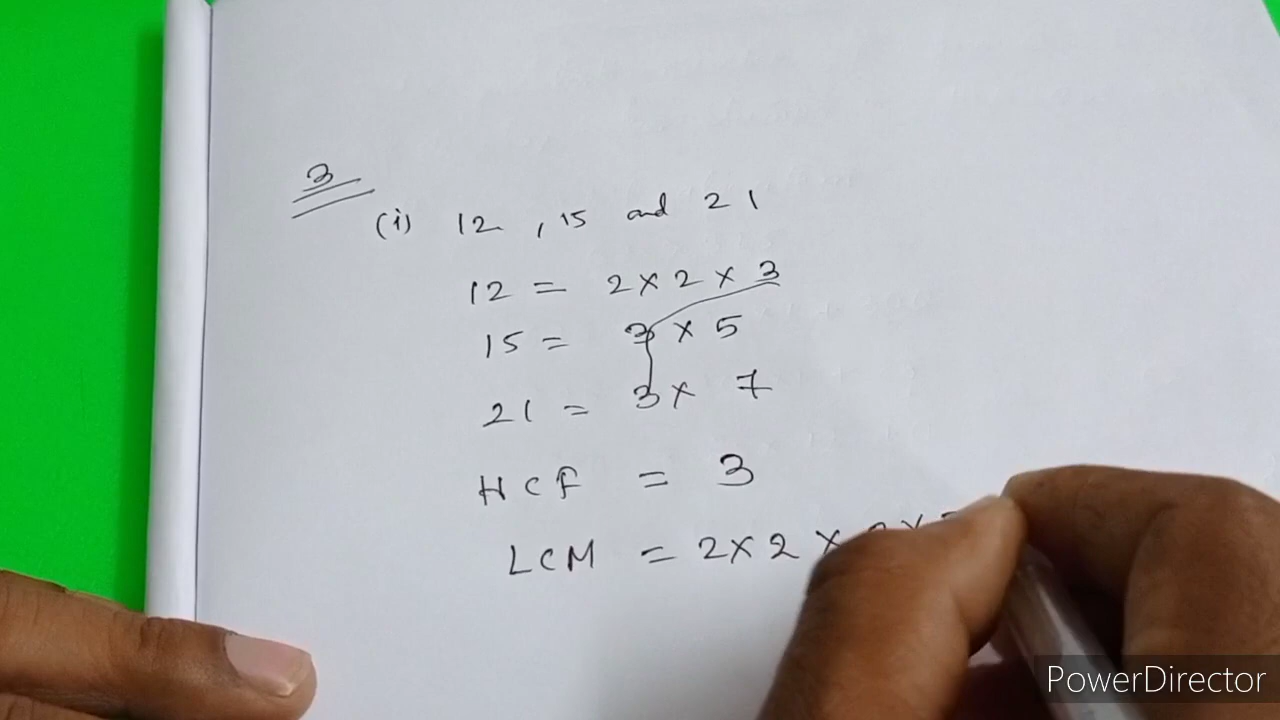 3
(i) 12 , 15 and 21
12 = 2 × 2 × 3
15 = 3 × 5
21 = 3 × 7
HCF = 3
LCM = 2 × 2 ×
PowerDirector